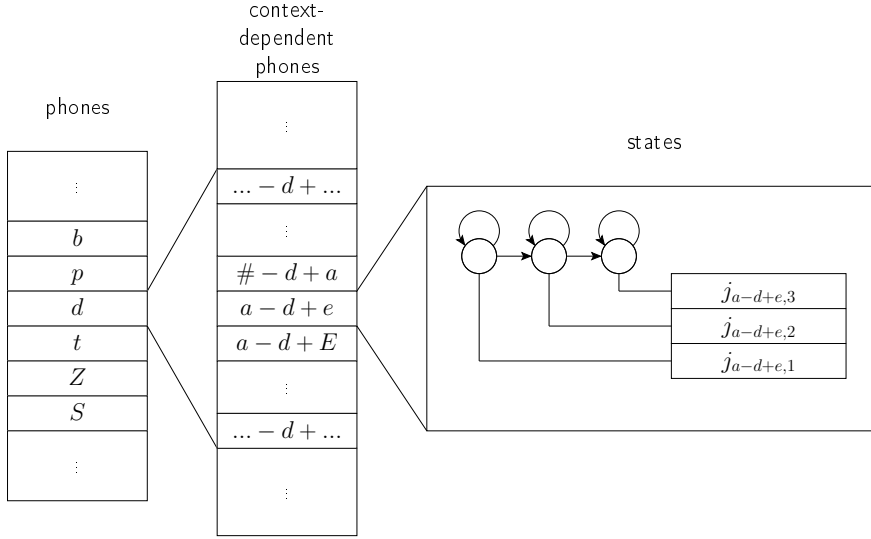 phones
⋮
b
p
d
t
Z
S
⋮
context-
dependent
phones
⋮
... − d + ...
⋮
# − d + a
a − d + e
a − d + E
⋮
... − d + ...
⋮
states
j_{a−d+e,3}
j_{a−d+e,2}
j_{a−d+e,1}